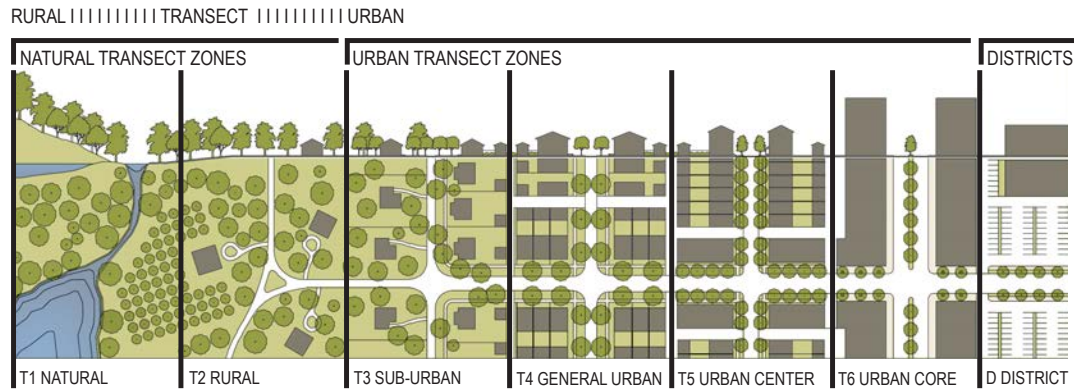 RURAL I I I I I I I I I I TRANSECT I I I I I I I I I I URBAN
NATURAL TRANSECT ZONES
URBAN TRANSECT ZONES
DISTRICTS
T1 NATURAL
T2 RURAL
T3 SUB-URBAN
T4 GENERAL URBAN
T5 URBAN CENTER
T6 URBAN CORE
D DISTRICT